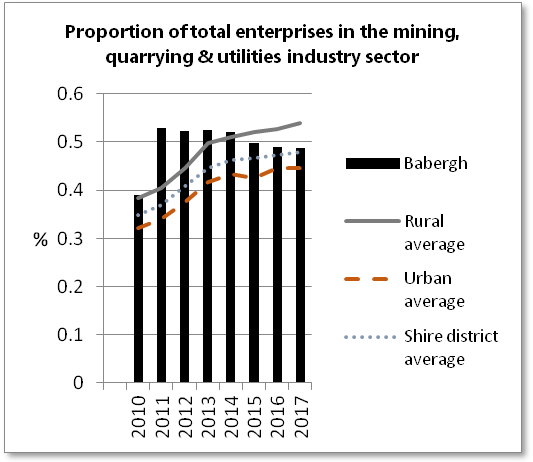 Proportion of total enterprises in the mining,
quarrying & utilities industry sector
0.6
0.5
0.4
0.3
0.2
0.1
0
%
2010
2011
2012
2013
2014
2015
2016
2017
Babergh
Rural
average
Urban
average
Shire district
average